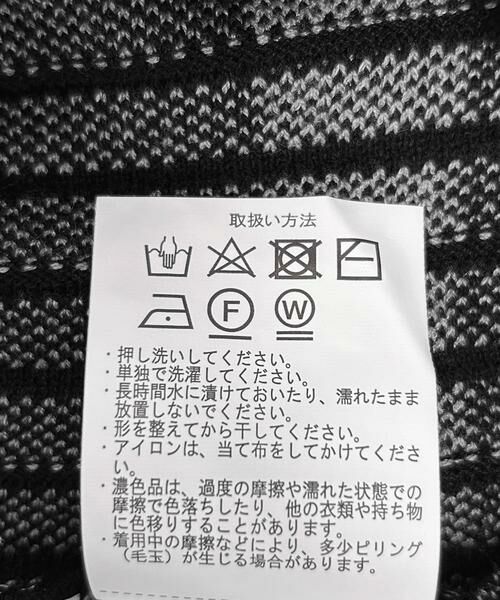 取扱い方法
F W
・押し洗いしてください。
・単独で洗濯してください。
・長時間水に漬けておいたり、濡れたまま
放置しないでください。
・形を整えてから干してください。
・アイロンは、当て布をしてかけてくださ
い。
・濃色品は、過度の摩擦や濡れた状態での
摩擦で色落ちしたり、他の衣類や持ち物
に色移りすることがあります。
・着用中の摩擦などにより、多少ピリング
（毛玉）が生じる場合があります。